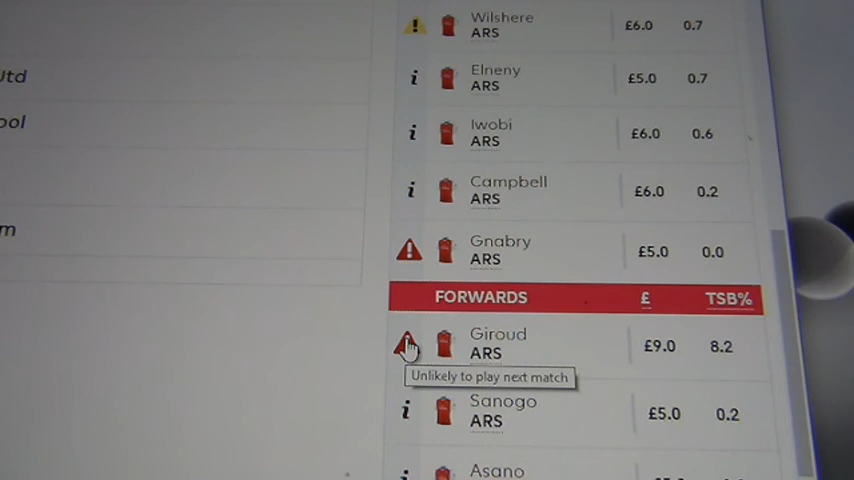 Utd
ool
m
Wilshere
ARS
£6.0 0.7
Elneny
ARS
£5.0 0.7
Iwobi
ARS
£6.0 0.6
Campbell
ARS
£6.0 0.2
Gnabry
ARS
£5.0 0.0
FORWARDS £ TSB%
Giroud
ARS
£9.0 8.2
Unlikely to play next match
Sanogo
ARS
£5.0 0.2
Asano